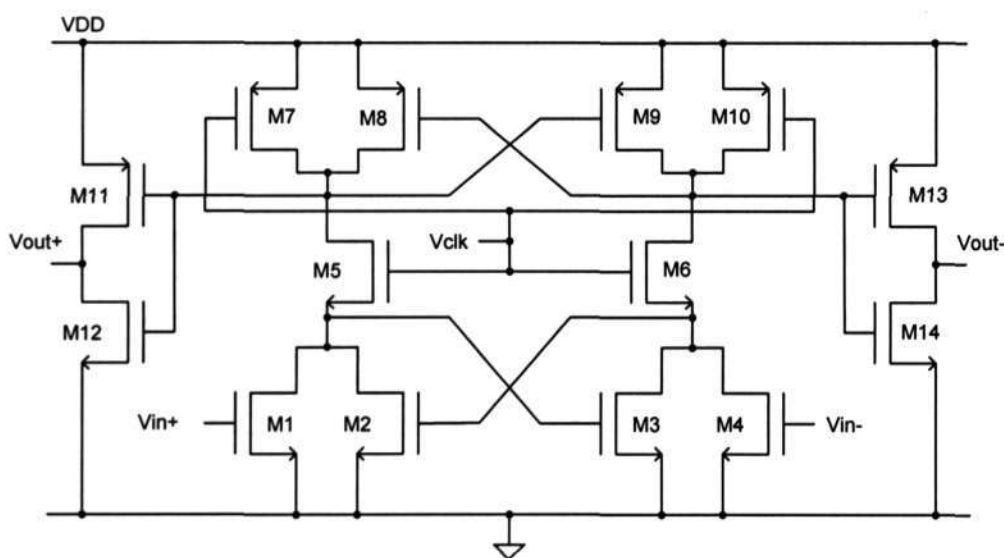 VDD
M7 M8 M9 M10
M11 M13
Vout+ Vclk Vout-
M5 M6
M12 M14
Vin+ M1 M2 M3 M4 Vin-